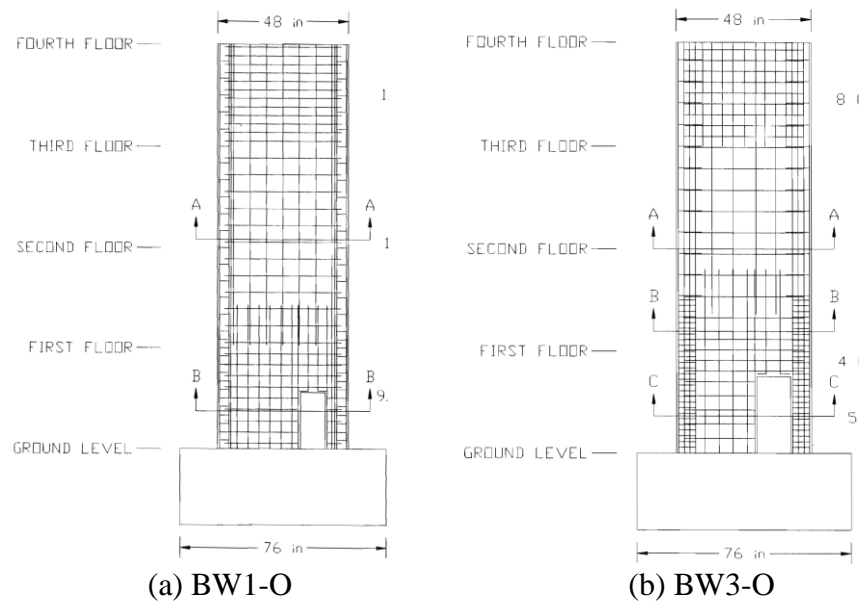 48 in
FOURTH FLOOR
1
THIRD FLOOR
A A
SECOND FLOOR
1
FIRST FLOOR
B B
9.
GROUND LEVEL
76 in
(a) BW1-O
48 in
FOURTH FLOOR
8
THIRD FLOOR
A A
SECOND FLOOR
B B
FIRST FLOOR
4
C C
5
GROUND LEVEL
76 in
(b) BW3-O